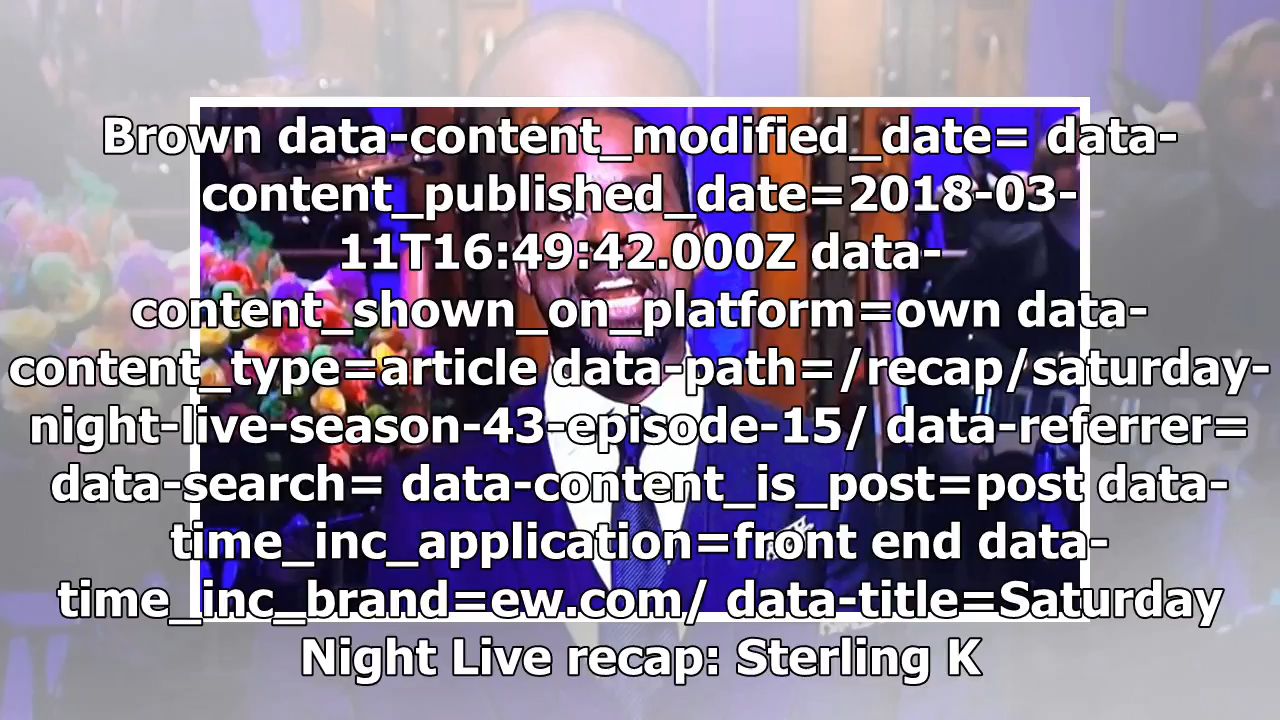 Brown data-content_modified_date= data-
content_published_date=2018-03-
11T16:49:42.000Z data-
content_shown_on_platform=own data-
content_type=article data-path=/recap/saturday-
night-live-season-43-episode-15/ data-referrer=
data-search= data-content_is_post=post data-
time_inc_application=front end data-
time_inc_brand=ew.com/ data-title=Saturday
Night Live recap: Sterling K